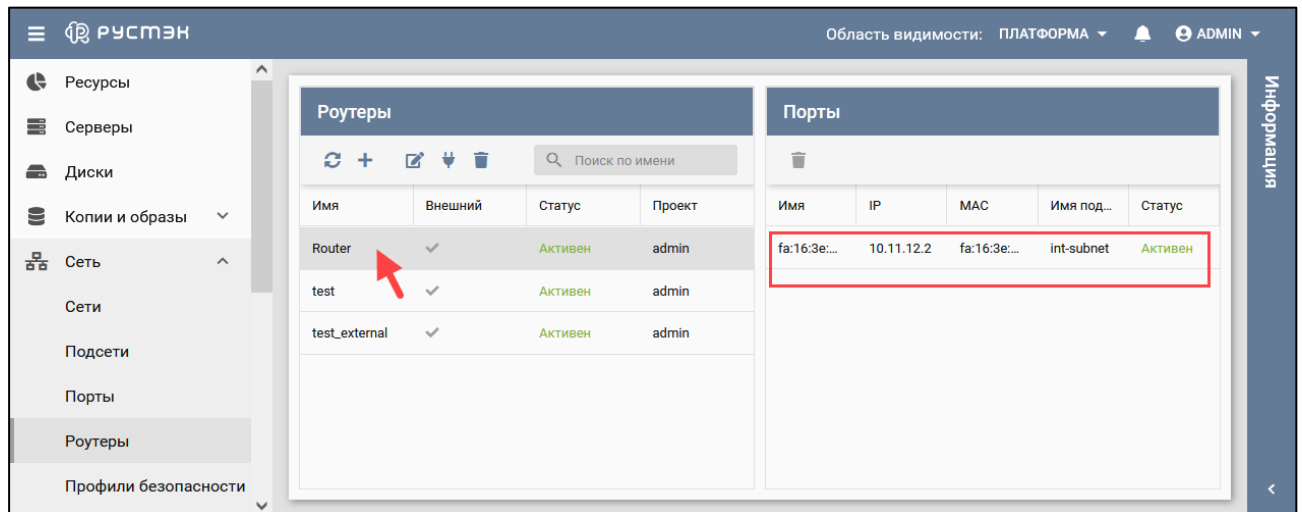 РУСТЭК
Область видимости: ПЛАТФОРМА
ADMIN
Ресурсы
Серверы
Диски
Копии и образы
Сеть
Сети
Подсети
Порты
Роутеры
Профили безопасности
Роутеры
Поиск по имени
Имя Внешний Статус Проект
Router Активен admin
test Активен admin
test_external Активен admin
Порты
Имя IP MAC Имя под... Статус
fa:16:3e:... 10.11.12.2 fa:16:3e:... int-subnet Активен
Информация